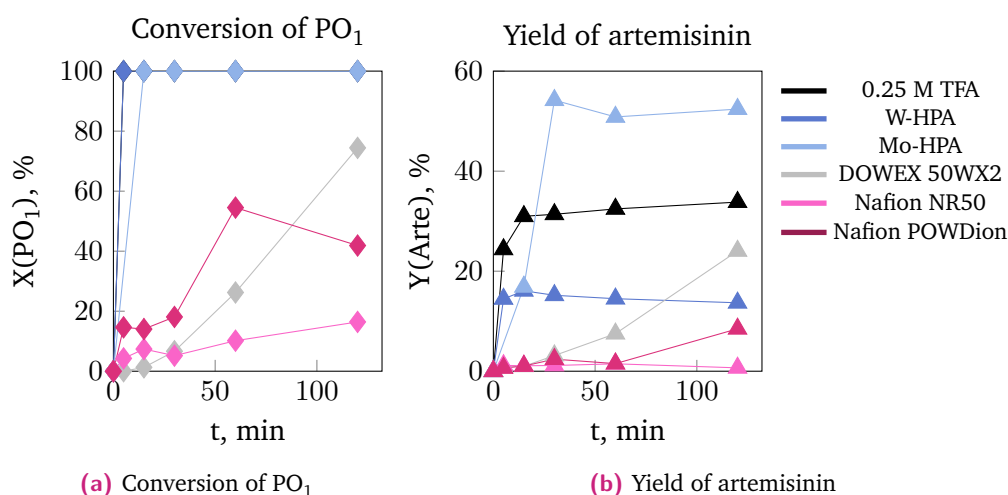 Conversion of PO₁
Yield of artemisinin
X(PO₁), %
100
80
60
40
20
0
0 50 100
t, min
Y(Arte), %
60
40
20
0
0 50 100
t, min
0.25 M TFA
W-HPA
Mo-HPA
DOWEX 50WX2
Nafion NR50
Nafion POWDion
(a) Conversion of PO₁
(b) Yield of artemisinin